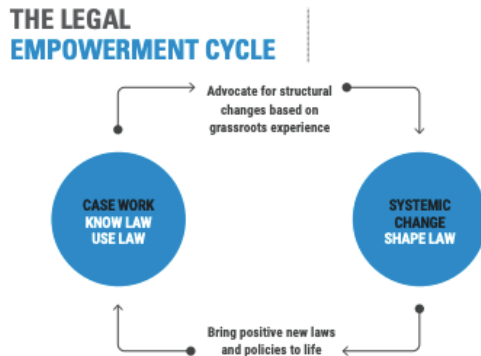 THE LEGAL
EMPOWERMENT CYCLE
Advocate for structural
changes based on
grassroots experience
CASE WORK
KNOW LAW
USE LAW
SYSTEMIC
CHANGE
SHAPE LAW
Bring positive new laws
and policies to life